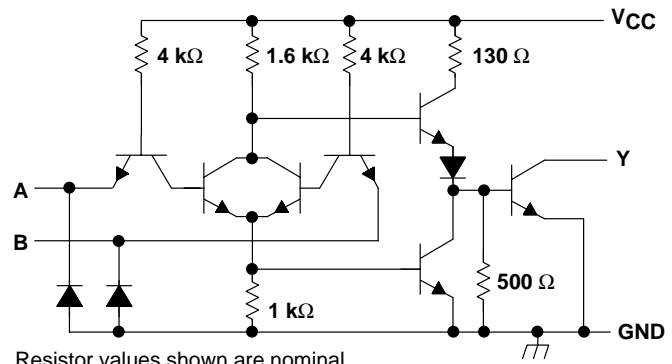 VCC
4 kΩ
1.6 kΩ
4 kΩ
130 Ω
Y
A
B
500 Ω
1 kΩ
GND
Resistor values shown are nominal